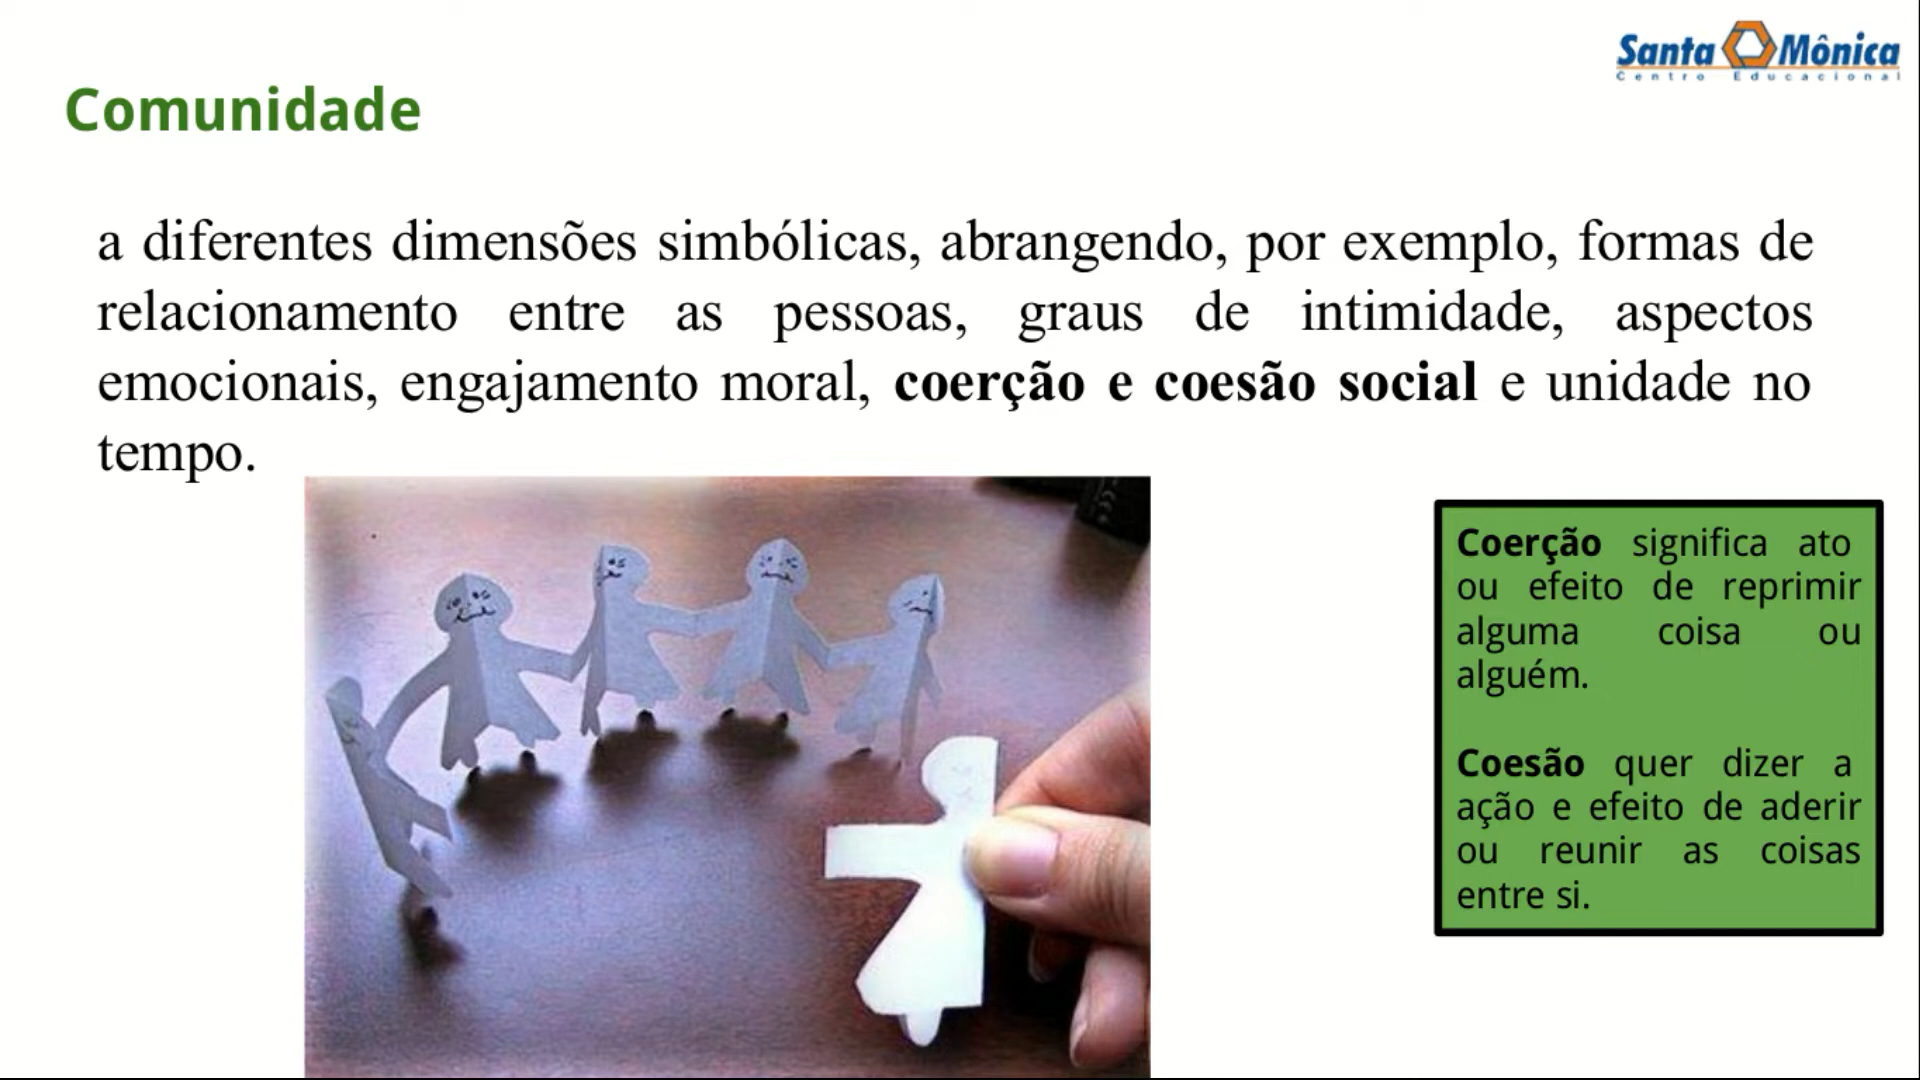 Santa Mônica
Centro Educacional
Comunidade
a diferentes dimensões simbólicas, abrangendo, por exemplo, formas de
relacionamento entre as pessoas, graus de intimidade, aspectos
emocionais, engajamento moral, coerção e coesão social e unidade no
tempo.
Coerção significa ato
ou efeito de reprimir
alguma coisa ou
alguém.
Coesão quer dizer a
ação e efeito de aderir
ou reunir as coisas
entre si.